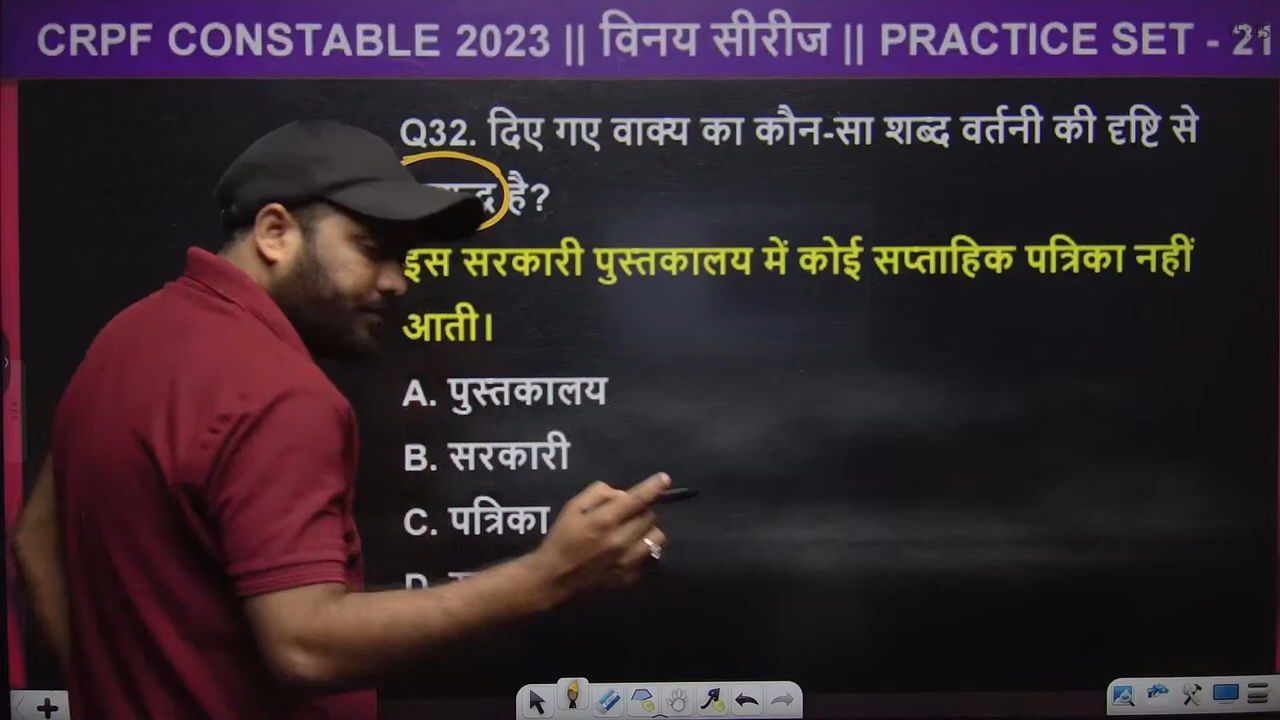 CRPF CONSTABLE 2023 || विनय सीरीज || PRACTICE SET - 21
Q32. दिए गए वाक्य का कौन-सा शब्द वर्तनी की दृष्टि से
है?
इस सरकारी पुस्तकालय में कोई सप्ताहिक पत्रिका नहीं
आती।
A. पुस्तकालय
B. सरकारी
C. पत्रिका
D.